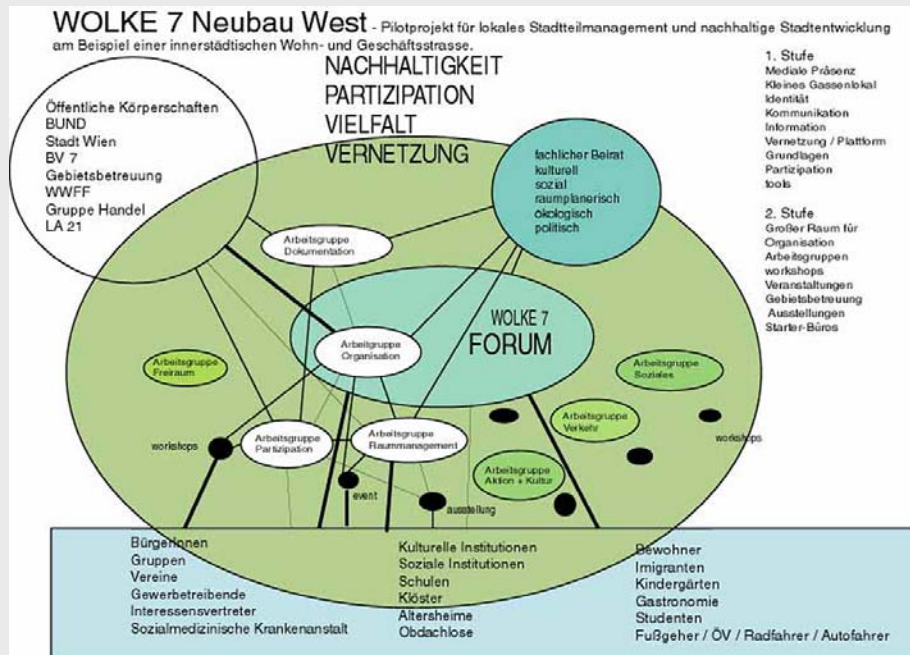 WOLKE 7 Neubau West - Pilotprojekt für lokales Stadtteilmanagement und nachhaltige Stadtentwicklung
am Beispiel einer innerstädtischen Wohn- und Geschäftsstrasse.
NACHHALTIGKEIT
PARTIZIPATION
VIELFALT
VERNETZUNG
Öffentliche Körperschaften
BUND
Stadt Wien
BV 7
Gebietsbetreuung
WWFF
Gruppe Handel
LA 21
fachlicher Beirat
kulturell
sozial
raumplanerisch
ökologisch
politisch
1. Stufe
Mediale Präsenz
Kleines Gassenlokal
Identität
Kommunikation
Information
Vernetzung / Plattform
Grundlagen
Partizipation
tools
2. Stufe
Großer Raum für
Organisation
Arbeitsgruppen
workshops
Veranstaltungen
Gebietsbetreuung
Ausstellungen
Starter-Büros
Arbeitsgruppe
Dokumentation
WOLKE 7
FORUM
Arbeitgruppe
Organisation
Arbeitsgruppe
Freiraum
Arbeitsgruppe
Soziales
Arbeitsgruppe
Verkehr
Arbeitsgruppe
Partizipation
Arbeitsgruppe
Raummanagement
Arbeitsgruppe
Aktion + Kultur
workshops
workshops
event
ausstellung
BürgerInnen
Gruppen
Vereine
Gewerbetreibende
Interessensvertreter
Sozialmedizinische Krankenanstalt
Kulturelle Institutionen
Soziale Institutionen
Schulen
Klöster
Altersheime
Obdachlose
Bewohner
Imigranten
Kindergärten
Gastronomie
Studenten
Fußgeher / ÖV / Radfahrer / Autofahrer